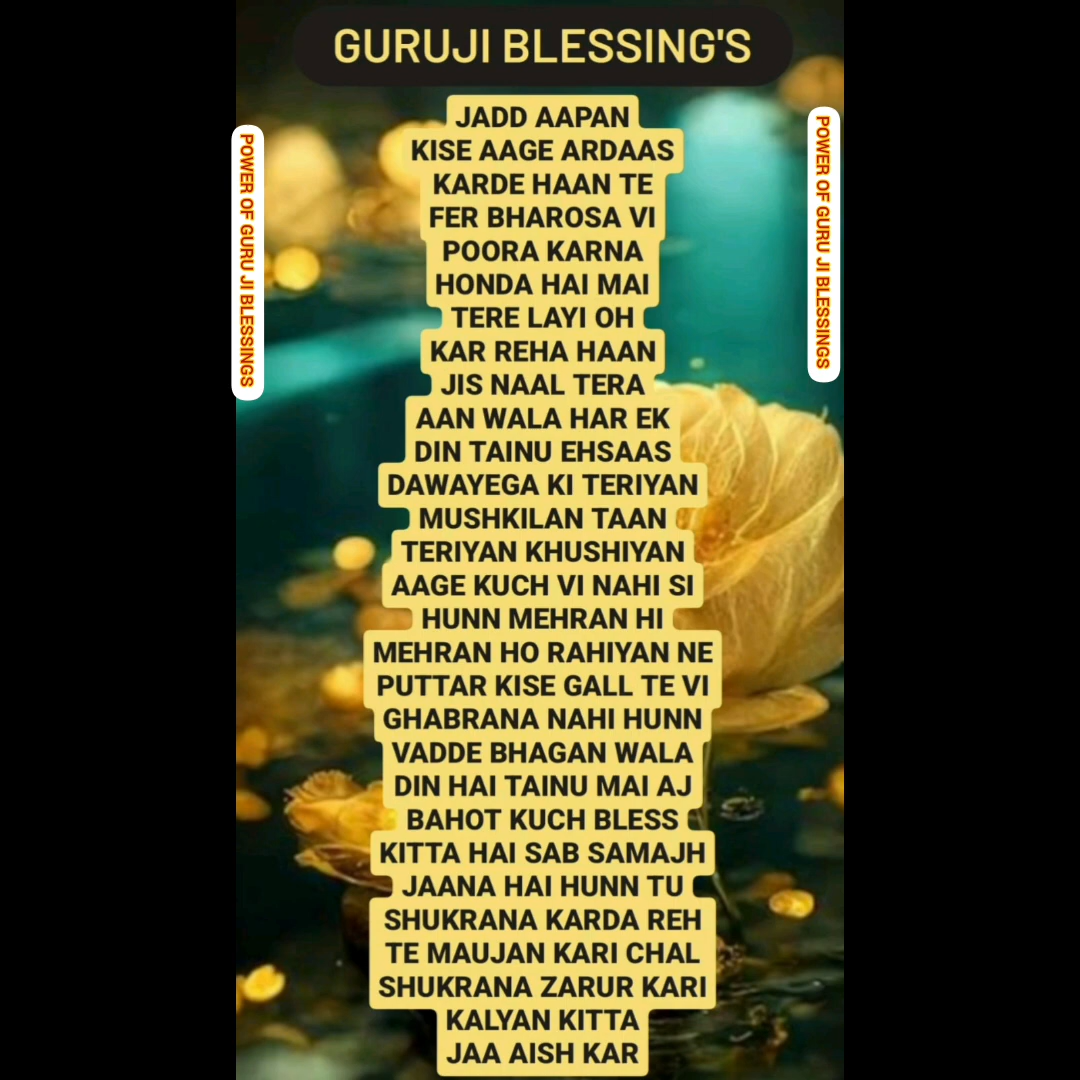 GURUJI BLESSING'S
POWER OF GURU JI BLESSINGS
POWER OF GURU JI BLESSINGS
JADD AAPAN
KISE AAGE ARDAAS
KARDE HAAN TE
FER BHAROSA VI
POORA KARNA
HONDA HAI MAI
TERE LAYI OH
KAR REHA HAAN
JIS NAAL TERA
AAN WALA HAR EK
DIN TAINU EHSAAS
DAWAYEGA KI TERIYAN
MUSHKILAN TAAN
TERIYAN KHUSHIYAN
AAGE KUCH VI NAHI SI
HUNN MEHRAN HI
MEHRAN HO RAHIYAN NE
PUTTAR KISE GALL TE VI
GHABRANA NAHI HUNN
VADDE BHAGAN WALA
DIN HAI TAINU MAI AJ
BAHOT KUCH BLESS
KITTA HAI SAB SAMAJH
JAANA HAI HUNN TU
SHUKRANA KARDA REH
TE MAUJAN KARI CHAL
SHUKRANA ZARUR KARI
KALYAN KITTA
JAA AISH KAR